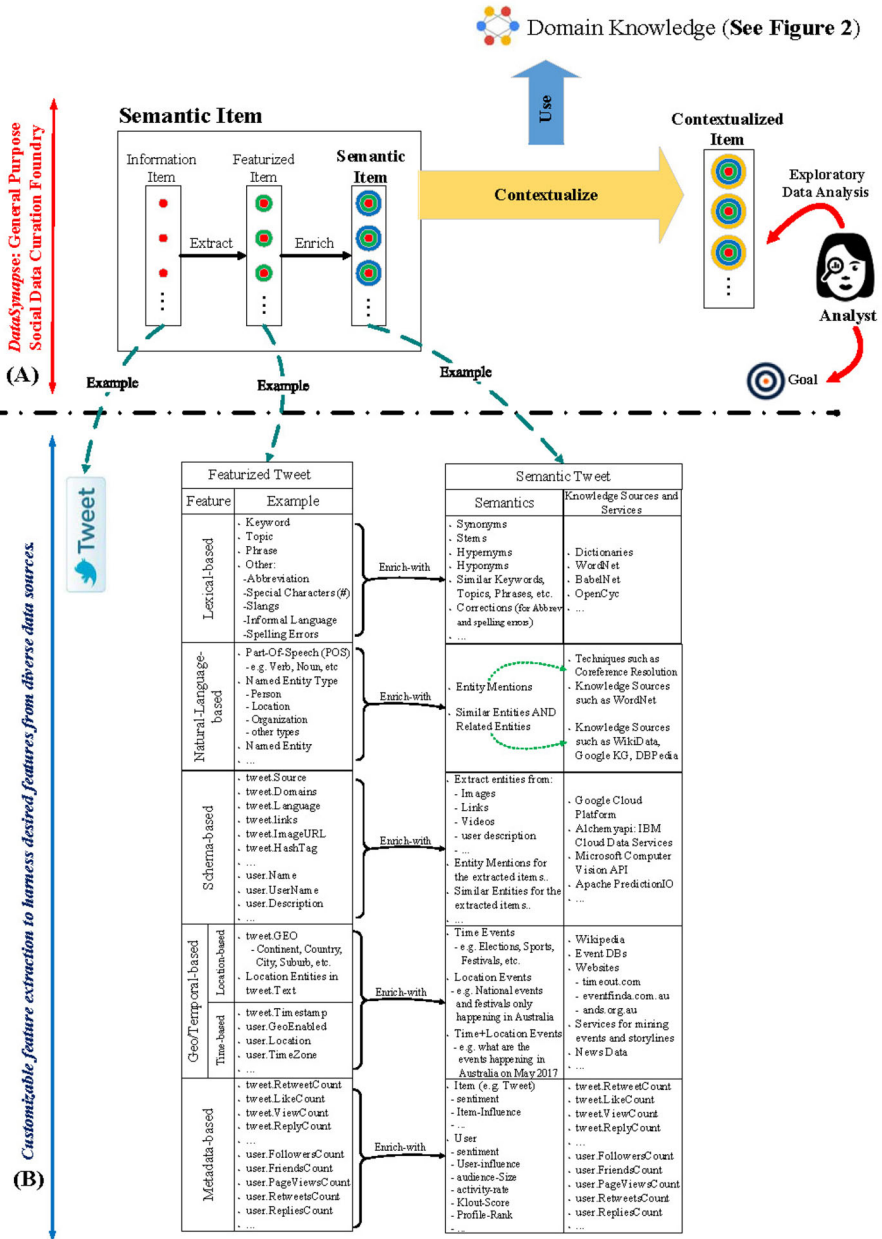 Domain Knowledge (See Figure 2)
Use
Semantic Item
Information
Item
Featurized
Item
Semantic
Item
Extract
Enrich
...
...
...
Contextualize
Contextualized
Item
...
Exploratory
Data Analysis
Analyst
Goal
DataSynapse: General Purpose
Social Data Curation Foundry
(A)
Example
Example
Example
Tweet
Customizable feature extraction to harness desired features from diverse data sources.
(B)
Featurized Tweet
Feature
Example
Lexical-based
. Keyword
. Topic
. Phrase
. Other:
-Abbreviation
-Special Characters (#)
-Slangs
-Informal Language
-Spelling Errors
Natural-Language-
based
. Part-Of-Speech (POS)
- e.g. Verb, Noun, etc
. Named Entity Type
- Person
- Location
- Organization
- other types
. Named Entity
. ...
Schema-based
. tweet.Source
. tweet.Domains
. tweet.Language
. tweet.links
. tweet.ImageURL
. tweet.HashTag
. ...
. user.Name
. user.UserName
. user.Description
. ...
Geo/Temporal-based
Location-based
. tweet.GEO
- Continent, Country,
City, Suburb, etc.
. Location Entities in
tweet.Text
Time-based
. tweet.Timestamp
. user.GeoEnabled
. user.Location
. user.TimeZone
. ...
Metadata-based
. tweet.RetweetCount
. tweet.LikeCount
. tweet.ViewCount
. tweet.ReplyCount
. ...
. user.FollowersCount
. user.FriendsCount
. user.PageViewsCount
. user.RetweetsCount
. user.RepliesCount
. ...
Enrich-with
Enrich-with
Enrich-with
Enrich-with
Enrich-with
Semantic Tweet
Semantics
Knowledge Sources and
Services
. Synonyms
. Stems
. Hypernyms
. Hyponyms
. Similar Keywords,
Topics, Phrases, etc.
. Corrections (for Abbrev
and spelling errors)
. ...
. Dictionaries
. WordNet
. BabelNet
. OpenCyc
. ...
. Entity Mentions
. Similar Entities AND
Related Entities
. Techniques such as
Coreference Resolution
. Knowledge Sources
such as WordNet
. Knowledge Sources
such as WikiData,
Google KG, DBPedia
. Extract entities from:
- Images
- Links
- Videos
- user description
- ...
. Entity Mentions for
the extracted items..
. Similar Entities for the
extracted items..
. ...
. Google Cloud
Platform
. Alchemyapi: IBM
Cloud Data Services
. Microsoft Computer
Vision API
. Apache PredictionIO
. ...
. Time Events
- e.g. Elections, Sports,
Festivals, etc.
. Location Events
- e.g. National events
and festivals only
happening in Australia
. Time+Location Events
- e.g. what are the
events happening in
Australia on May 2017
. Wikipedia
. Event DBs
. Websites
- timeout.com
- eventfinda.com.au
- ands.org.au
. Services for mining
events and storylines
. News Data
. ...
. Item (e.g. Tweet)
- sentiment
- Item-Influence
- ...
. User
- sentiment
- User-influence
- audience-Size
- activity-rate
- Klout-Score
- Profile-Rank
- ...
. tweet.RetweetCount
. tweet.LikeCount
. tweet.ViewCount
. tweet.ReplyCount
. ...
. user.FollowersCount
. user.FriendsCount
. user.PageViewsCount
. user.RetweetsCount
. user.RepliesCount
. ...